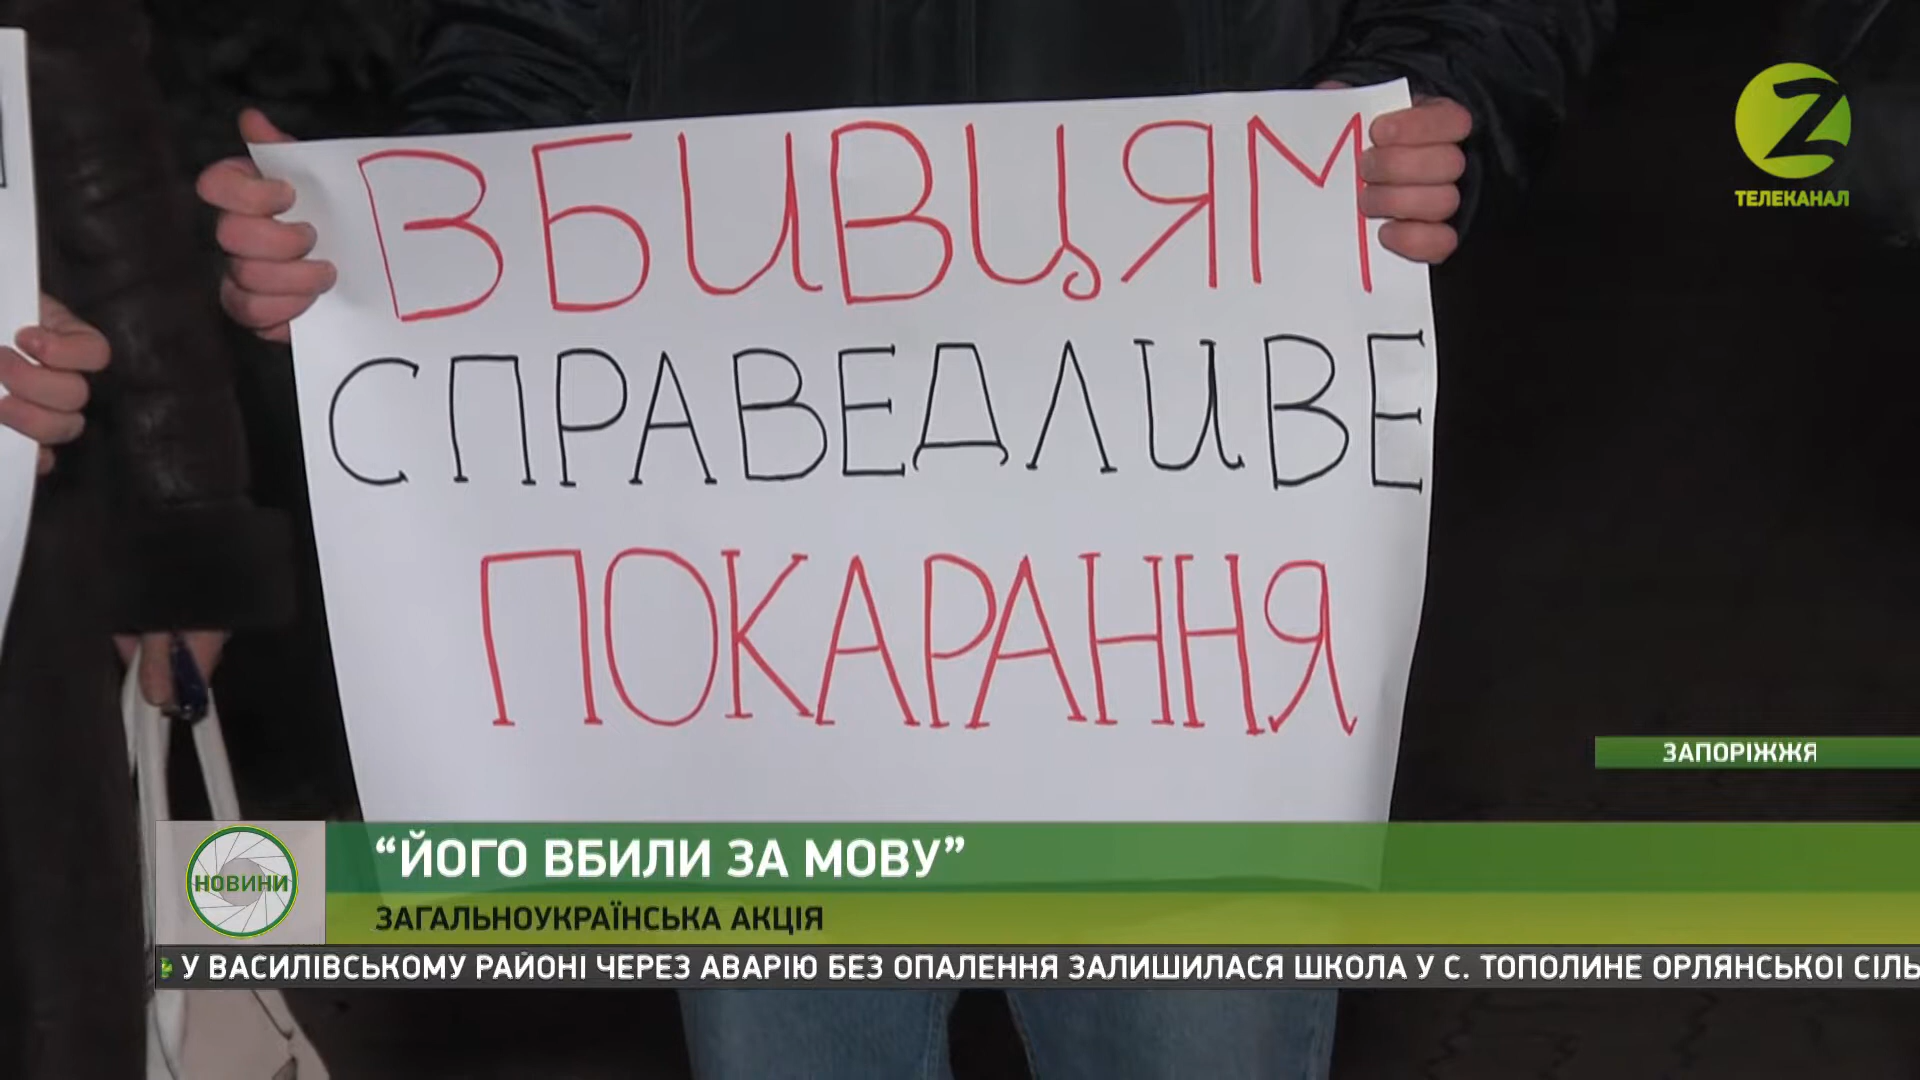 ВБИВЦЯМ
СПРАВЕДЛИВЕ
ПОКАРАННЯ
Z
ТЕЛЕКАНАЛ
ЗАПОРІЖЖЯ
НОВИНИ
“ЙОГО ВБИЛИ ЗА МОВУ”
ЗАГАЛЬНОУКРАЇНСЬКА АКЦІЯ
У ВАСИЛІВСЬКОМУ РАЙОНІ ЧЕРЕЗ АВАРІЮ БЕЗ ОПАЛЕННЯ ЗАЛИШИЛАСЯ ШКОЛА У С. ТОПОЛИНЕ ОРЛЯНСЬКОІ СІЛЬ